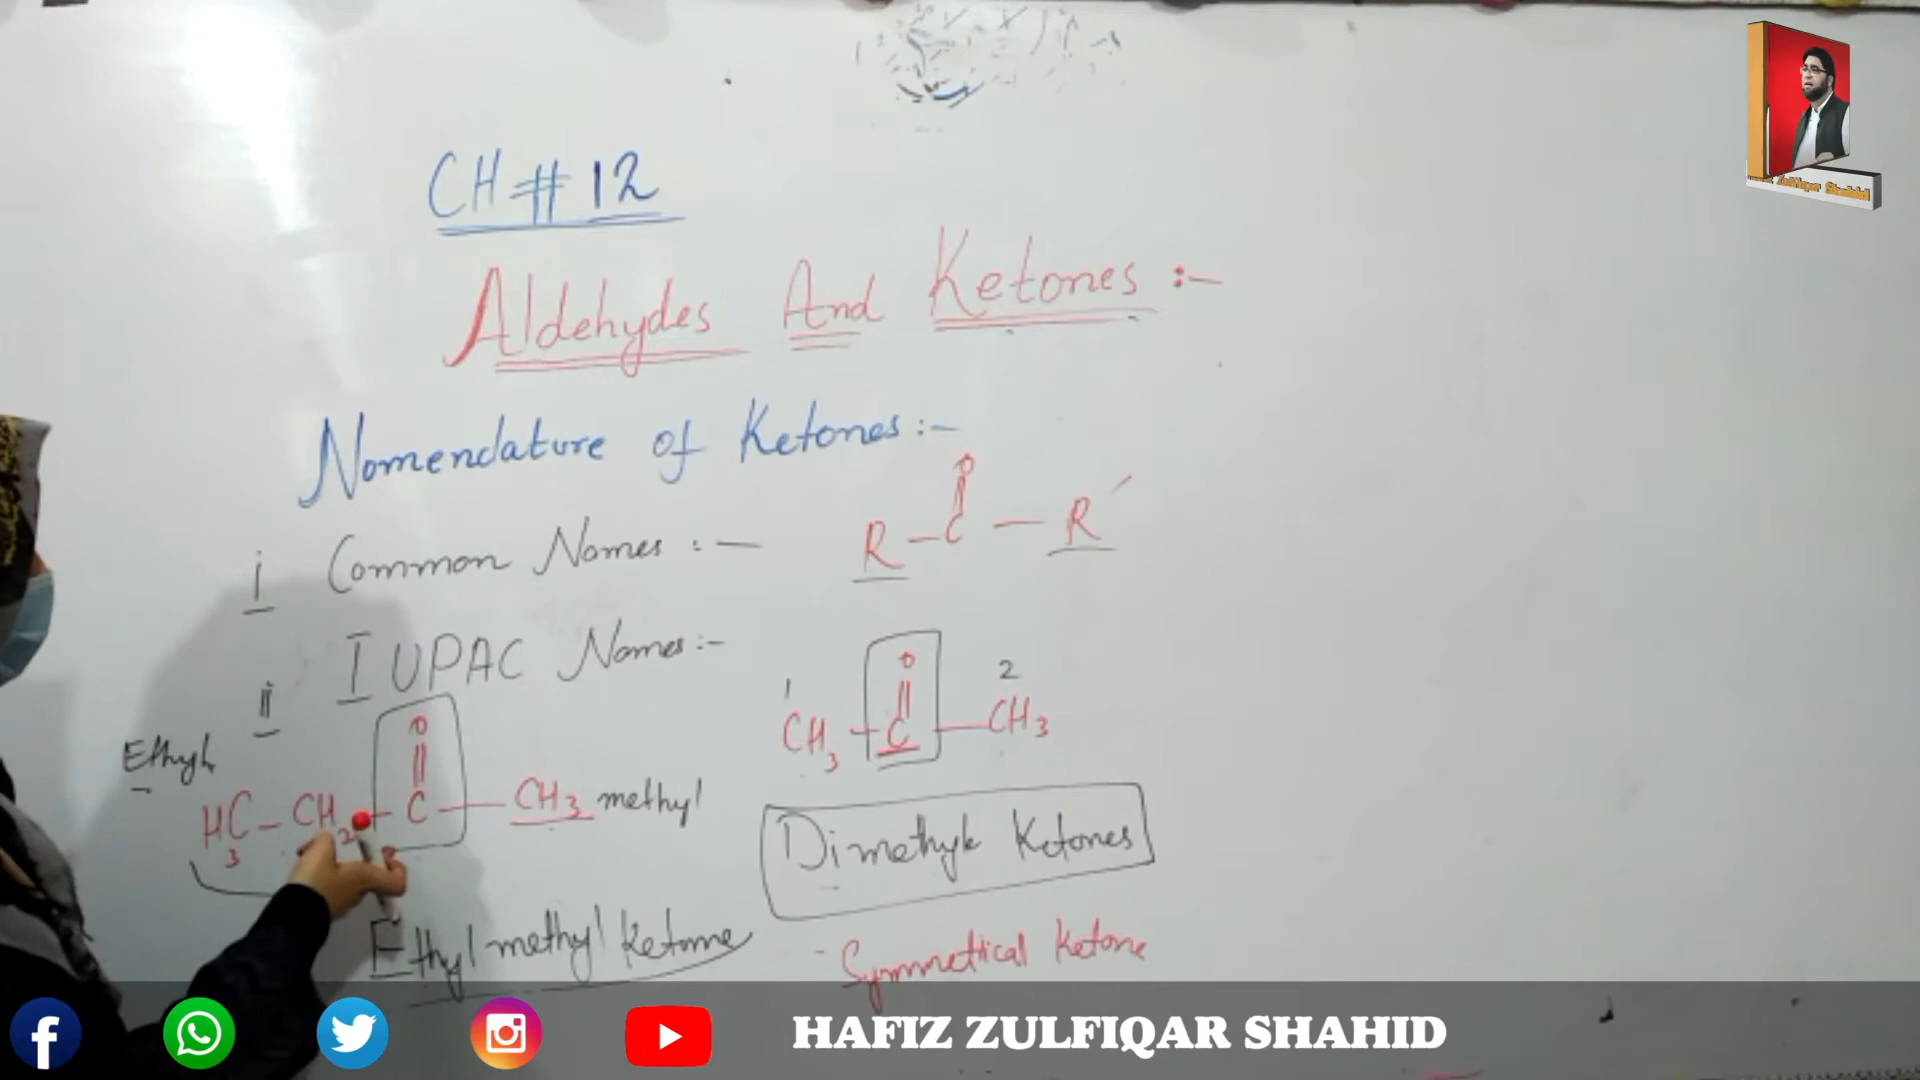 CH # 12
Aldehydes And Ketones :-
Nomenclature of Ketones :-
i Common Names :-
O
||
R - C - R'
ii IUPAC Names :-
Ethyl
O
||
H3C - CH2 - C - CH3 methyl
Ethyl methyl Ketone
1 O 2
||
CH3 - C - CH3
Dimethyl Ketones
- Symmetrical Ketone
Zulfiqar Shahid
HAFIZ ZULFIQAR SHAHID